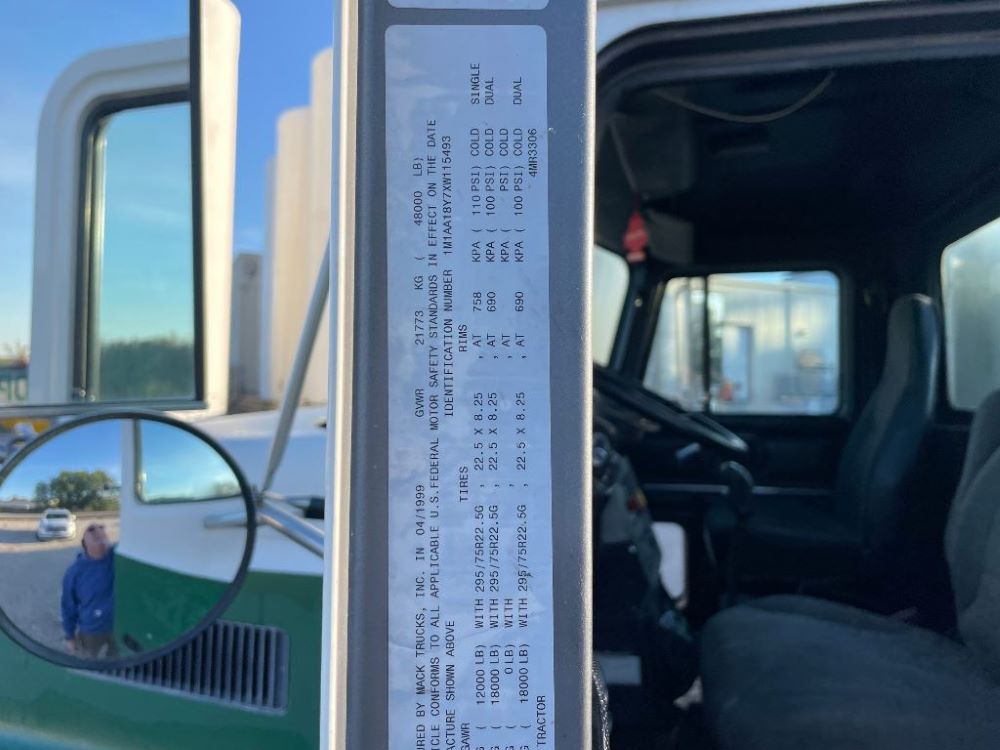 URED BY MACK TRUCKS, INC. IN 04/1999 GVWR 21773 KG ( 48000 LB)
ICLE CONFORMS TO ALL APPLICABLE U.S. FEDERAL MOTOR SAFETY STANDARDS IN EFFECT ON THE DATE
ACTURE SHOWN ABOVE IDENTIFICATION NUMBER 1M1AA18Y7XW115493
GAWR TIRES RIMS
G ( 12000 LB) WITH 295/75R22.5G , 22.5 X 8.25 , AT 758 KPA ( 110 PSI) COLD SINGLE
G ( 18000 LB) WITH 295/75R22.5G , 22.5 X 8.25 , AT 690 KPA ( 100 PSI) COLD DUAL
G ( 0 LB) WITH , , AT KPA ( PSI) COLD
G ( 18000 LB) WITH 295/75R22.5G , 22.5 X 8.25 , AT 690 KPA ( 100 PSI) COLD DUAL
TRACTOR 4MR3306